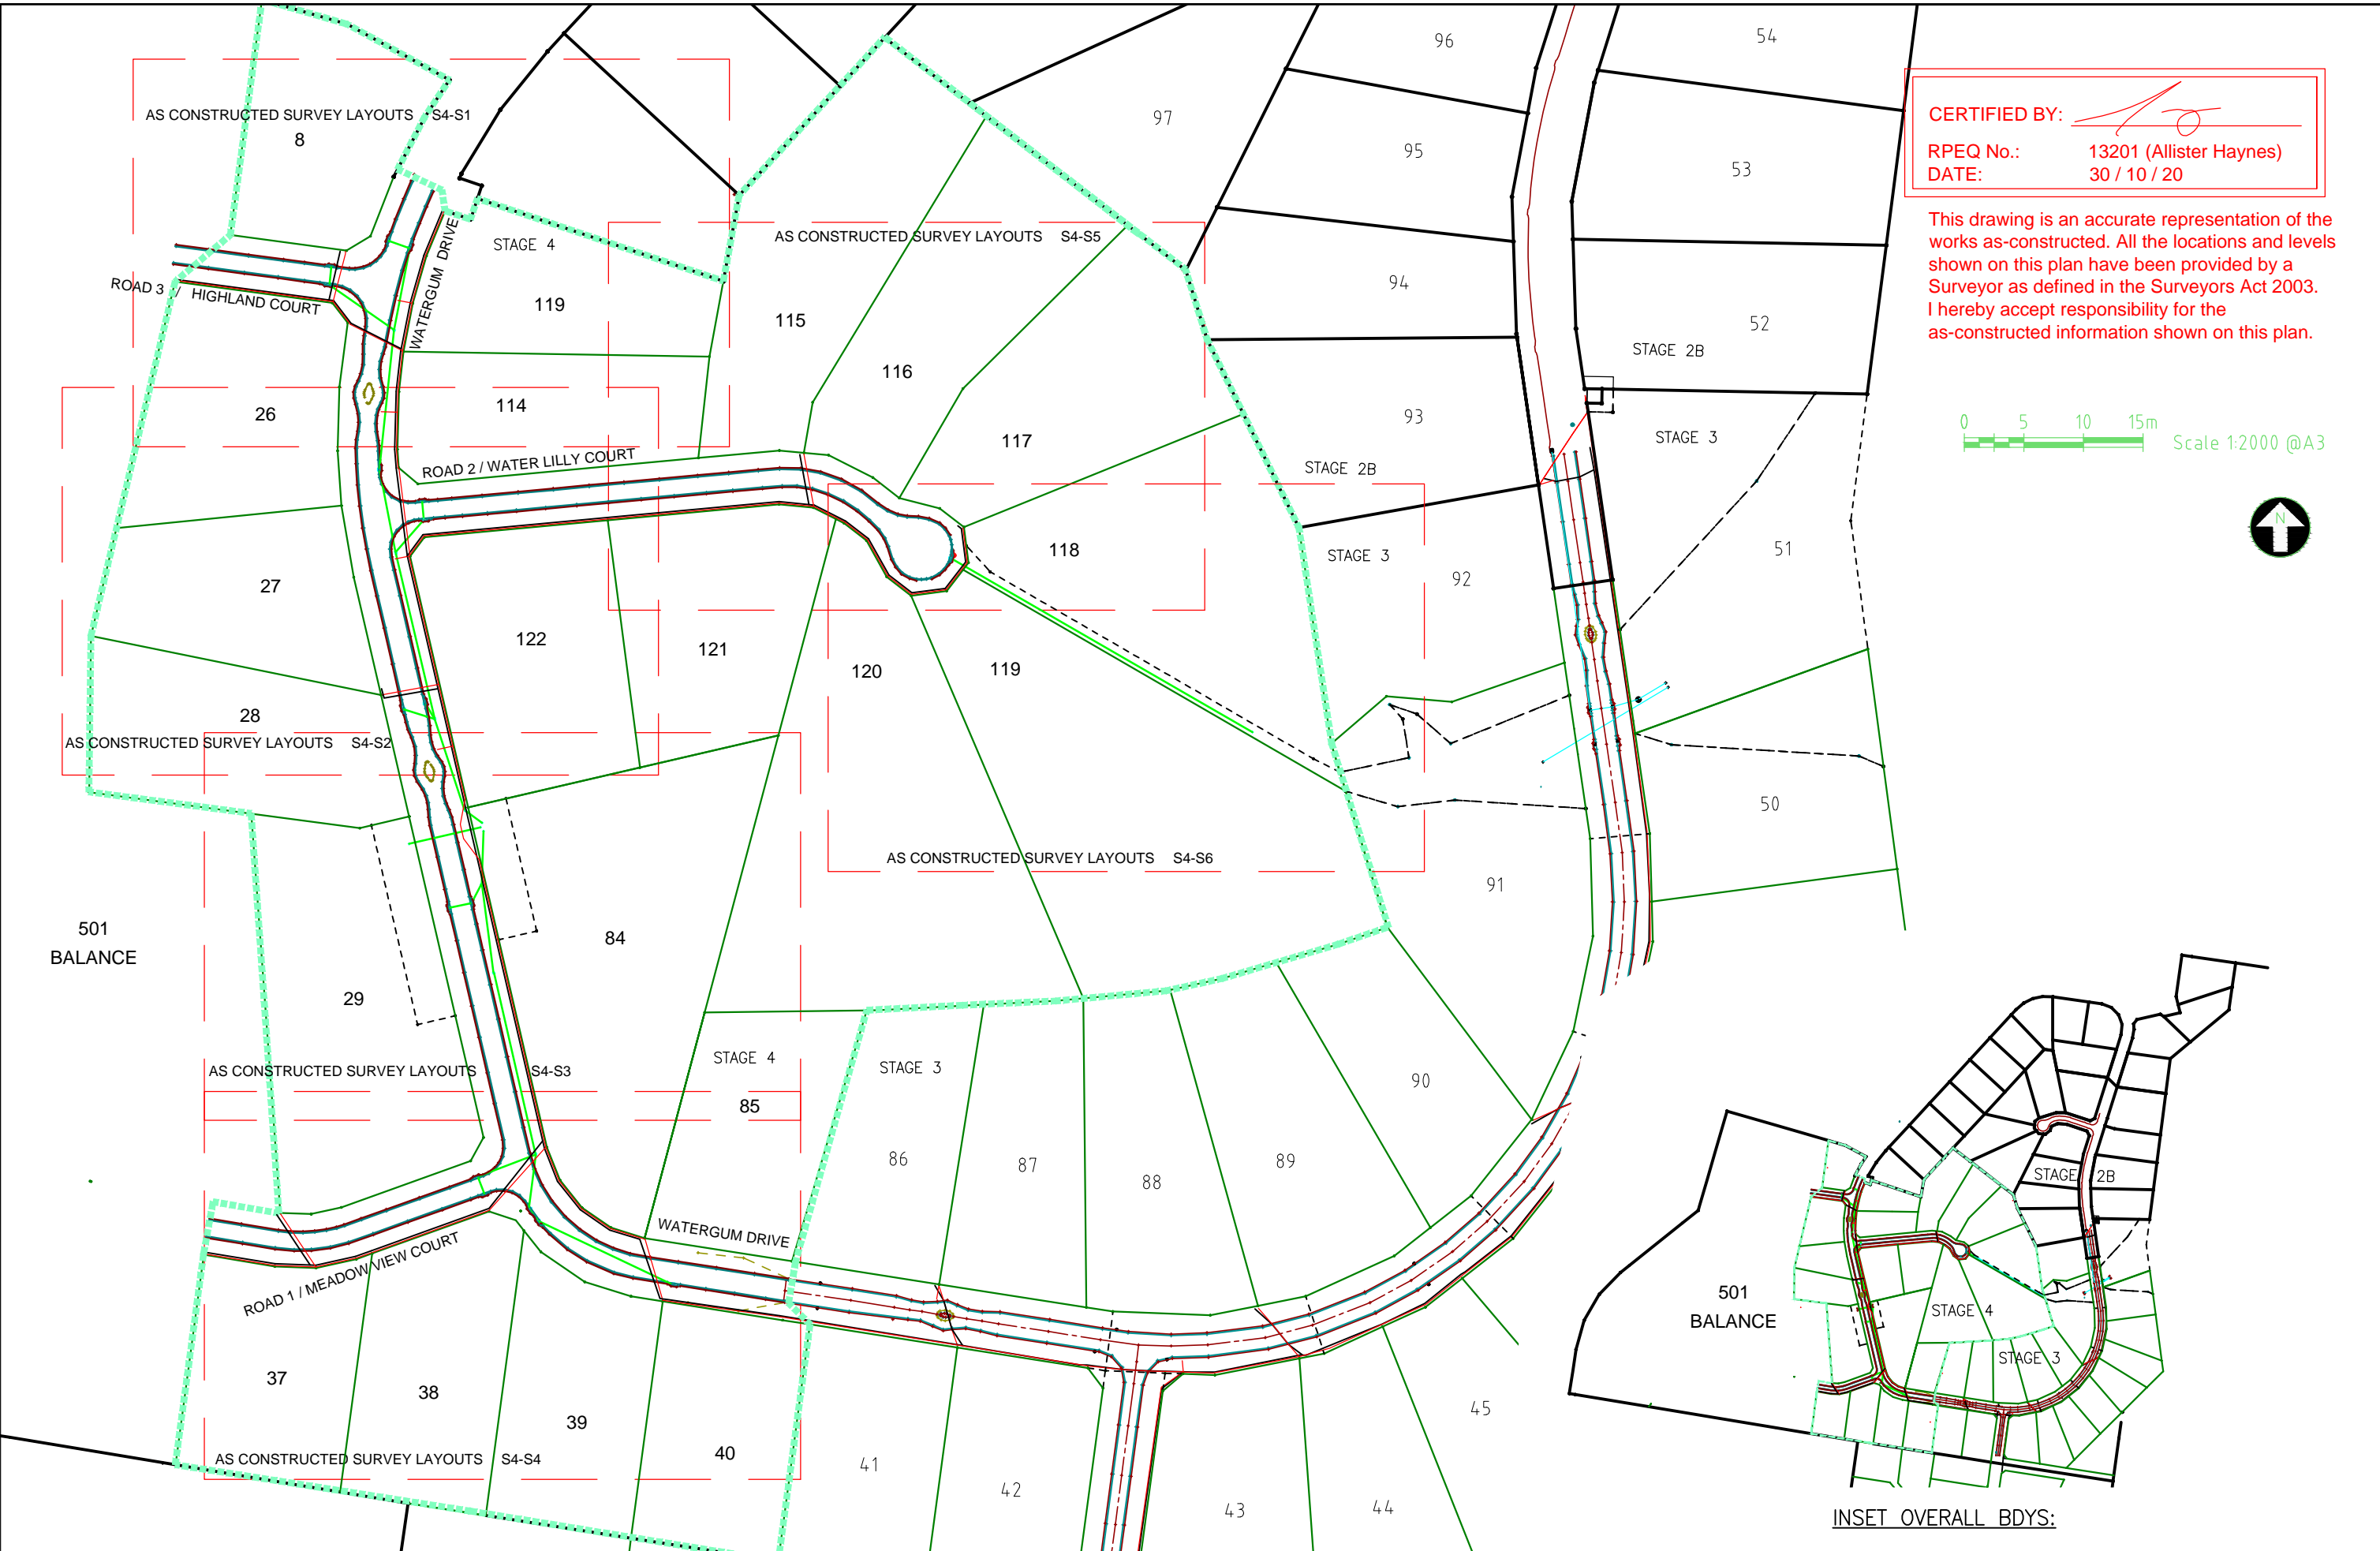 96
54
97
CERTIFIED BY:
RPEQ No.: 13201 (Allister Haynes)
DATE: 30 / 10 / 20
This drawing is an accurate representation of the
works as-constructed. All the locations and levels
shown on this plan have been provided by a
Surveyor as defined in the Surveyors Act 2003.
I hereby accept responsibility for the
as-constructed information shown on this plan.
AS CONSTRUCTED SURVEY LAYOUTS S4-S1
8
95
53
STAGE 4
WATERGUM DRIVE
AS CONSTRUCTED SURVEY LAYOUTS S4-S5
ROAD 3 / HIGHLAND COURT
119
115
94
52
STAGE 2B
116
26
114
93
117
STAGE 3
0 5 10 15m
Scale 1:2000 @A3
ROAD 2 / WATER LILLY COURT
STAGE 2B
N
118
STAGE 3
51
92
27
122
121
120
119
28
AS CONSTRUCTED SURVEY LAYOUTS S4-S2
50
AS CONSTRUCTED SURVEY LAYOUTS S4-S6
91
501
BALANCE
84
29
STAGE 4
STAGE 3
AS CONSTRUCTED SURVEY LAYOUTS S4-S3
90
85
86
87
88
89
WATERGUM DRIVE
ROAD 1 / MEADOW VIEW COURT
37
38
39
40
AS CONSTRUCTED SURVEY LAYOUTS S4-S4
41
42
43
44
45
STAGE 2B
501
BALANCE
STAGE 4
STAGE 3
INSET OVERALL BDYS: